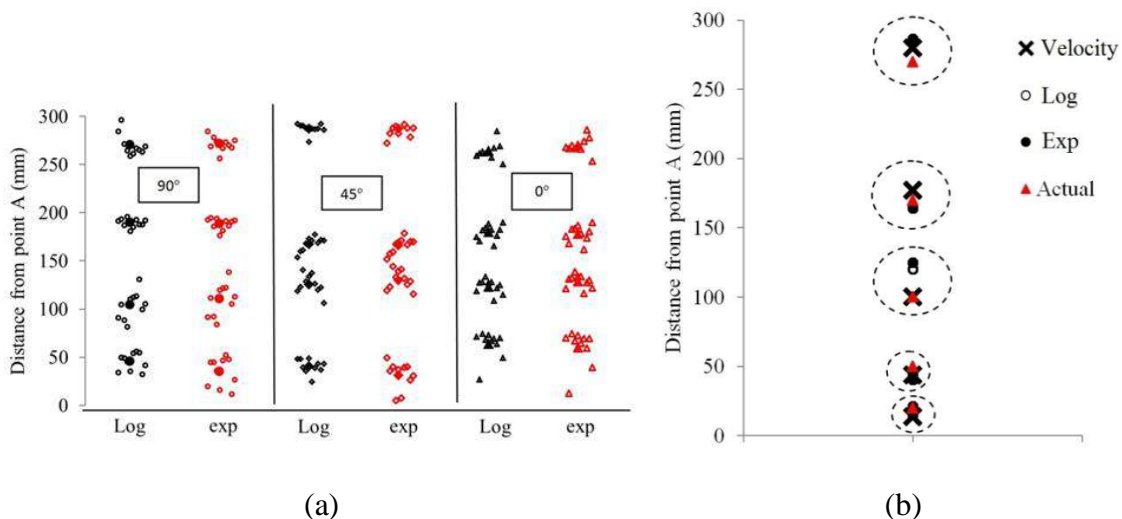 Distance from point A (mm)
300
250
200
150
100
50
0
90°
45°
0°
Log exp Log exp Log exp
(a)
Distance from point A (mm)
300
250
200
150
100
50
0
Velocity
Log
Exp
Actual
(b)